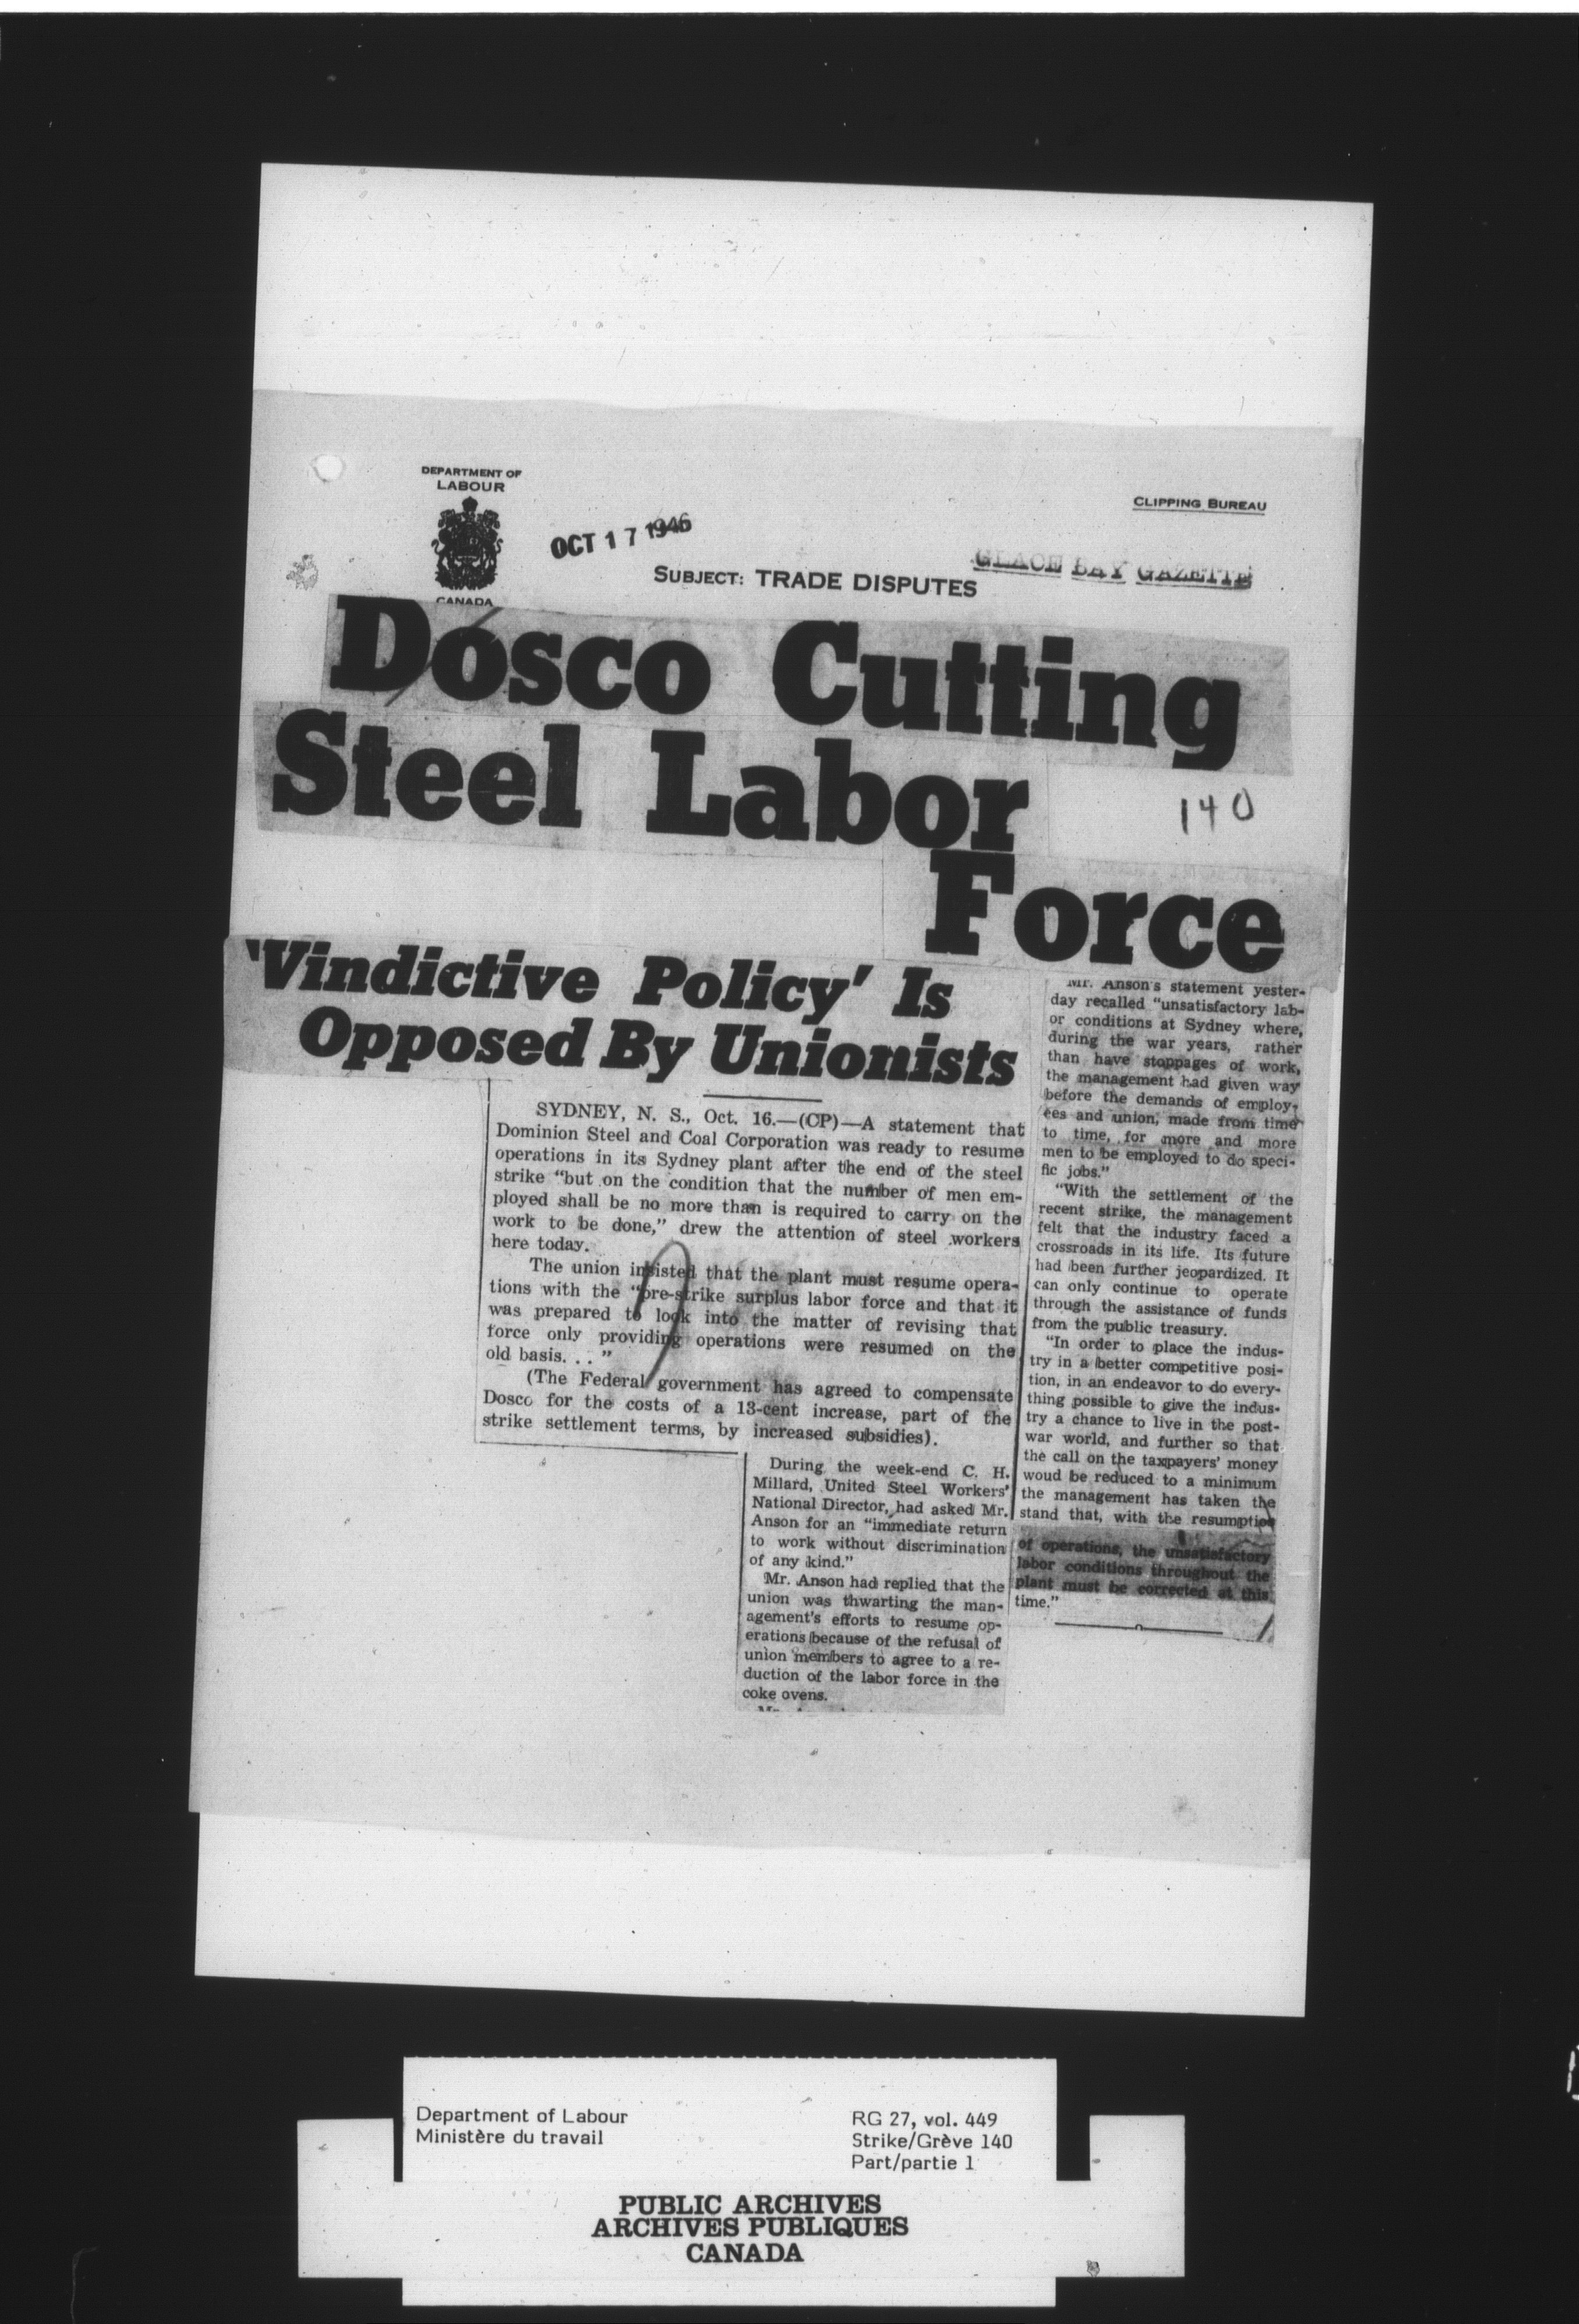 DEPARTMENT OF
LABOUR
CANADA
OCT 17 1946
CLIPPING BUREAU
SUBJECT: TRADE DISPUTES
GLACE BAY GAZETTE
Dosco Cutting
Steel Labor
Force
140
'Vindictive Policy' Is
Opposed By Unionists
SYDNEY, N. S., Oct. 16.—(CP)—A statement that
Dominion Steel and Coal Corporation was ready to resume
operations in its Sydney plant after the end of the steel
strike "but on the condition that the number of men em-
ployed shall be no more than is required to carry on the
work to be done," drew the attention of steel workers
here today.
The union insisted that the plant must resume opera-
tions with the "pre-strike surplus labor force and that it
was prepared to look into the matter of revising that
force only providing operations were resumed on the
old basis. . ."
(The Federal government has agreed to compensate
Dosco for the costs of a 13-cent increase, part of the
strike settlement terms, by increased subsidies).
During the week-end C. H.
Millard, United Steel Workers'
National Director, had asked Mr.
Anson for an "immediate return
to work without discrimination
of any kind."
Mr. Anson had replied that the
union was thwarting the man-
agement's efforts to resume op-
erations because of the refusal of
union members to agree to a re-
duction of the labor force in the
coke ovens.
Mr. Anson's statement yester-
day recalled "unsatisfactory lab-
or conditions at Sydney where,
during the war years, rather
than have stoppages of work,
the management had given way
before the demands of employ-
ees and union, made from time
to time, for more and more
men to be employed to do speci-
fic jobs."
"With the settlement of the
recent strike, the management
felt that the industry faced a
crossroads in its life. Its future
had been further jeopardized. It
can only continue to operate
through the assistance of funds
from the public treasury.
"In order to place the indus-
try in a better competitive posi-
tion, in an endeavor to do every-
thing possible to give the indus-
try a chance to live in the post-
war world, and further so that
the call on the taxpayers' money
woud be reduced to a minimum
the management has taken the
stand that, with the resumption
of operations, the unsatisfactory
labor conditions throughout the
plant must be corrected at this
time."
Department of Labour
Ministère du travail
RG 27, vol. 449
Strike/Grève 140
Part/partie 1
PUBLIC ARCHIVES
ARCHIVES PUBLIQUES
CANADA